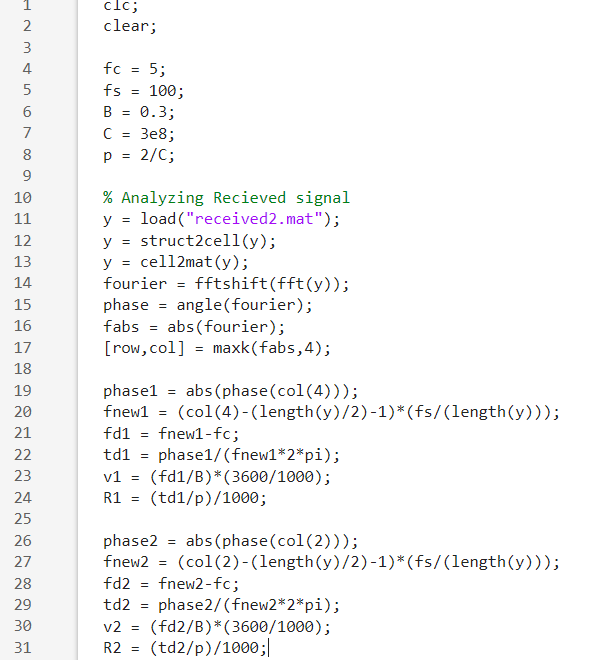 1 clc;
2 clear;
3
4 fc = 5;
5 fs = 100;
6 B = 0.3;
7 C = 3e8;
8 p = 2/C;
9
10 % Analyzing Recieved signal
11 y = load("received2.mat");
12 y = struct2cell(y);
13 y = cell2mat(y);
14 fourier = fftshift(fft(y));
15 phase = angle(fourier);
16 fabs = abs(fourier);
17 [row,col] = maxk(fabs,4);
18
19 phase1 = abs(phase(col(4)));
20 fnew1 = (col(4)-(length(y)/2)-1)*(fs/(length(y)));
21 fd1 = fnew1-fc;
22 td1 = phase1/(fnew1*2*pi);
23 v1 = (fd1/B)*(3600/1000);
24 R1 = (td1/p)/1000;
25
26 phase2 = abs(phase(col(2)));
27 fnew2 = (col(2)-(length(y)/2)-1)*(fs/(length(y)));
28 fd2 = fnew2-fc;
29 td2 = phase2/(fnew2*2*pi);
30 v2 = (fd2/B)*(3600/1000);
31 R2 = (td2/p)/1000;